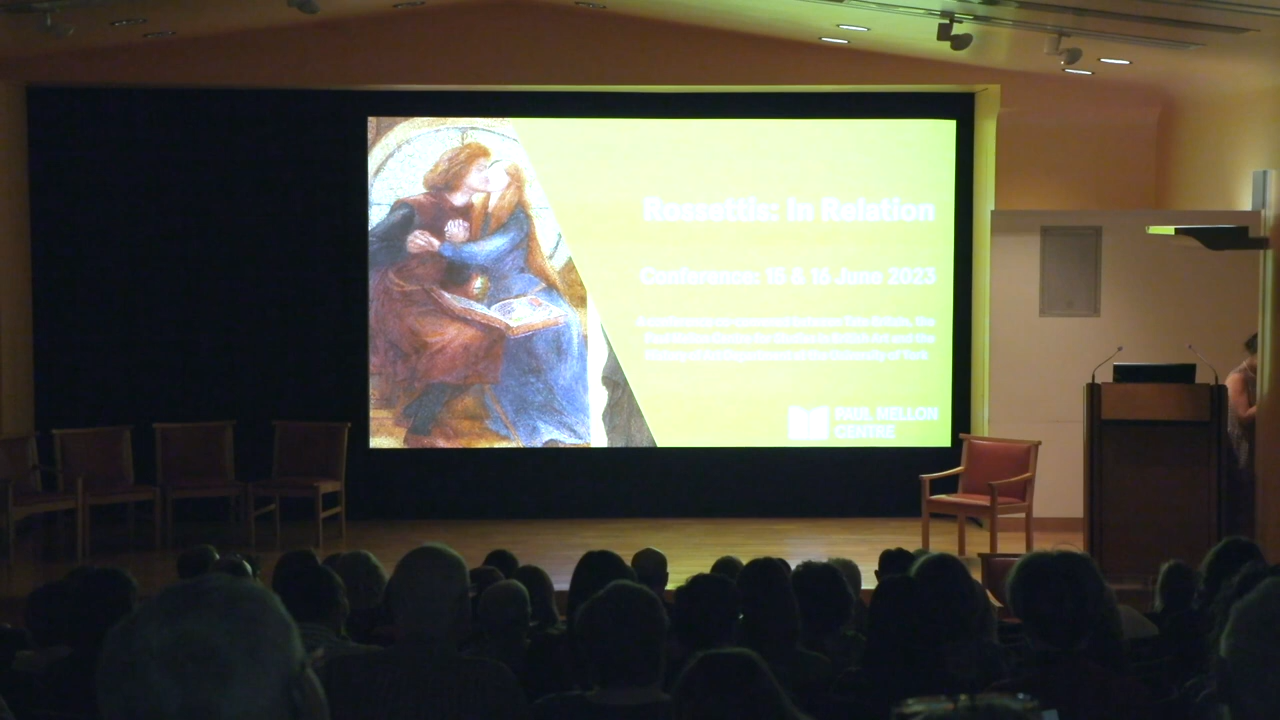 Rossettis: In Relation
Conference: 15 & 16 June 2023
A conference co-convened between Tate Britain, The
Paul Mellon Centre for Studies in British Art and the
History of Art Department at The University of York
PAUL MELLON
CENTRE